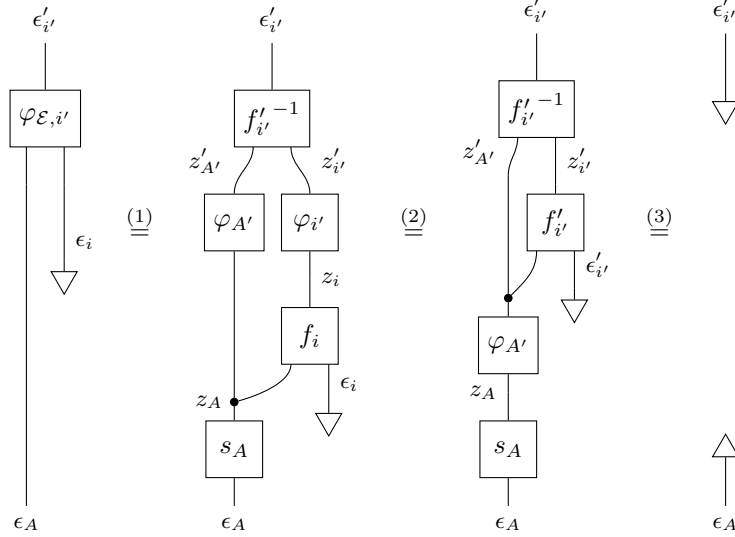 ϵ′_{i′} ϵ′_{i′} ϵ′_{i′} ϵ′_{i′}
φ_{ℰ,i′} f′_{i′}^{−1} f′_{i′}^{−1}
z′_{A′} z′_{i′} z′_{A′} z′_{i′}
φ_{A′} φ_{i′} f′_{i′}
(1) = (2) = (3) =
ϵ_i z_i ϵ′_{i′}
f_i φ_{A′}
z_A ϵ_i z_A
s_A s_A
ϵ_A ϵ_A ϵ_A ϵ_A